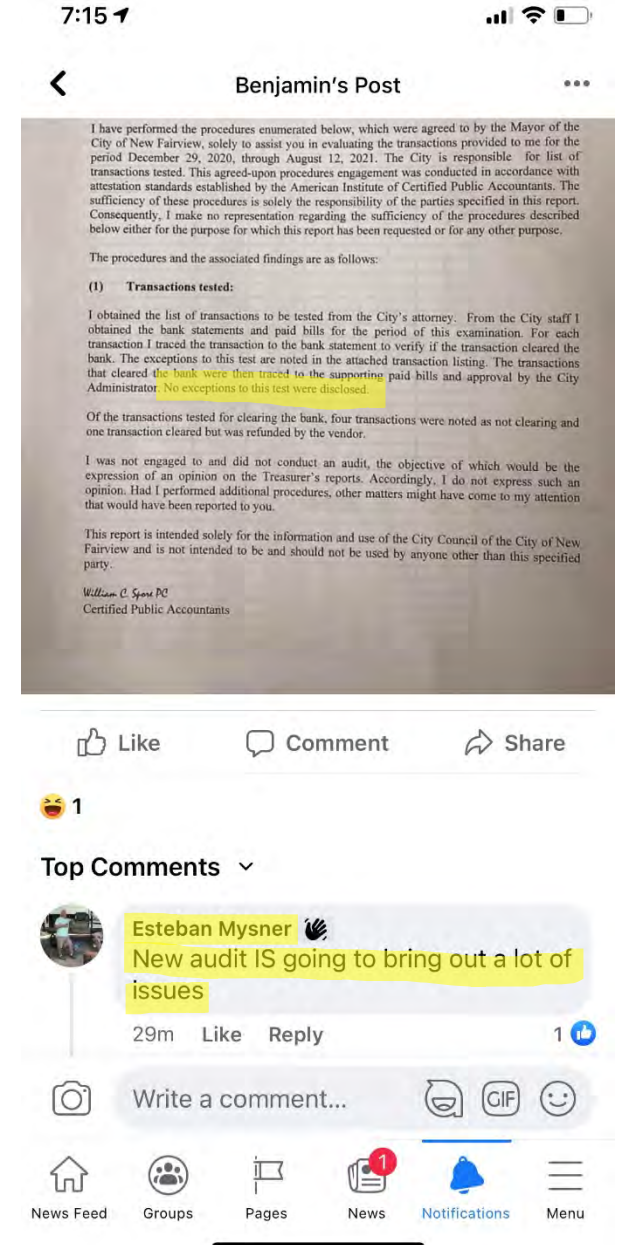 7:15
Benjamin's Post
I have performed the procedures enumerated below, which were agreed to by the Mayor of the
City of New Fairview, solely to assist you in evaluating the transactions provided to me for the
period December 29, 2020, through August 12, 2021. The City is responsible for list of
transactions tested. This agreed-upon procedures engagement was conducted in accordance with
attestation standards established by the American Institute of Certified Public Accountants. The
sufficiency of these procedures is solely the responsibility of the parties specified in this report.
Consequently, I make no representation regarding the sufficiency of the procedures described
below either for the purpose for which this report has been requested or for any other purpose.
The procedures and the associated findings are as follows:
(1) Transactions tested:
I obtained the list of transactions to be tested from the City's attorney. From the City staff I
obtained the bank statements and paid bills for the period of this examination. For each
transaction I traced the transaction to the bank statement to verify if the transaction cleared the
bank. The exceptions to this test are noted in the attached transaction listing. The transactions
that cleared the bank were then traced to the supporting paid bills and approval by the City
Administrator. No exceptions to this test were disclosed.
Of the transactions tested for clearing the bank, four transactions were noted as not clearing and
one transaction cleared but was refunded by the vendor.
I was not engaged to and did not conduct an audit, the objective of which would be the
expression of an opinion on the Treasurer's reports. Accordingly, I do not express such an
opinion. Had I performed additional procedures, other matters might have come to my attention
that would have been reported to you.
This report is intended solely for the information and use of the City Council of the City of New
Fairview and is not intended to be and should not be used by anyone other than this specified
party.
William C. Spore PC
Certified Public Accountants
Like Comment Share
1
Top Comments
Esteban Mysner
New audit IS going to bring out a lot of
issues
29m Like Reply 1
Write a comment... GIF
1
News Feed Groups Pages News Notifications Menu